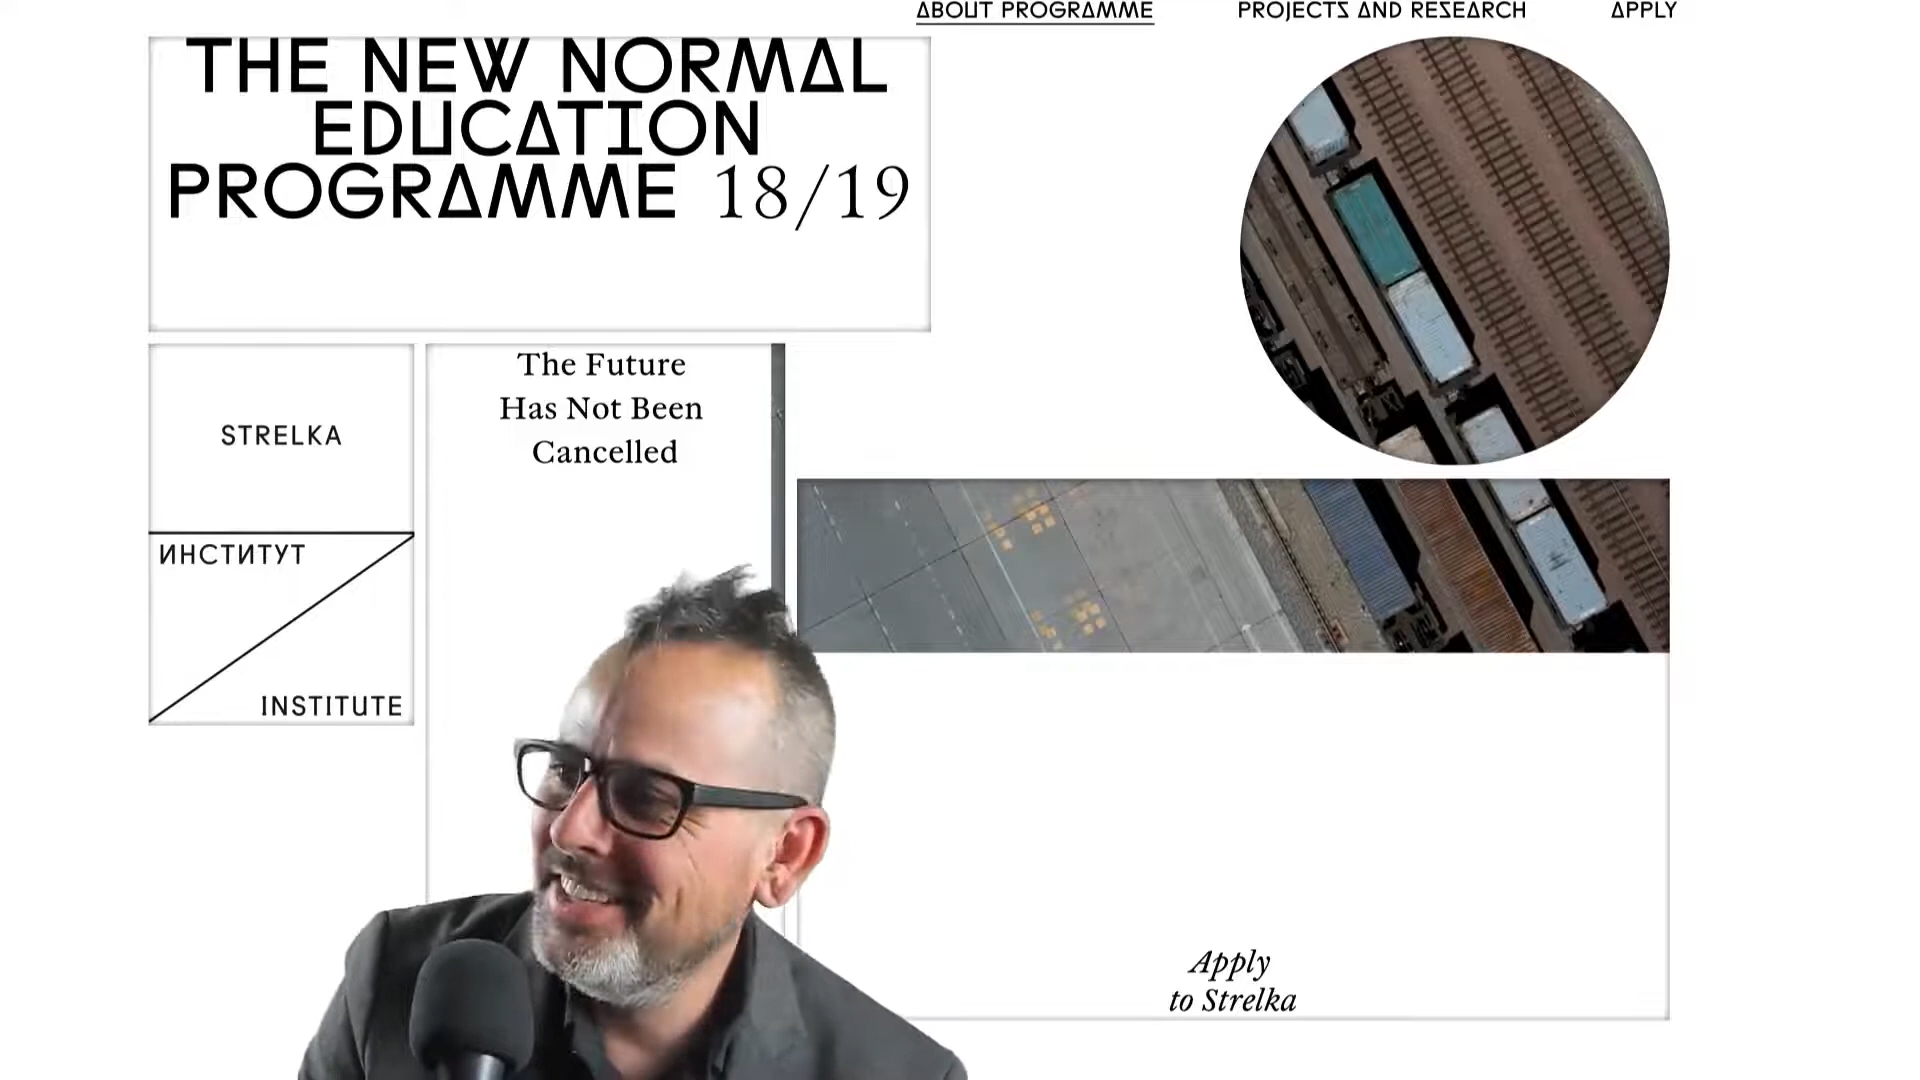 ABOUT PROGRAMME
PROJECTS AND RESEARCH
APPLY
THE NEW NORMAL
EDUCATION
PROGRAMME 18/19
STRELKA
ИНСТИТУТ
INSTITUTE
The Future
Has Not Been
Cancelled
Apply
to Strelka